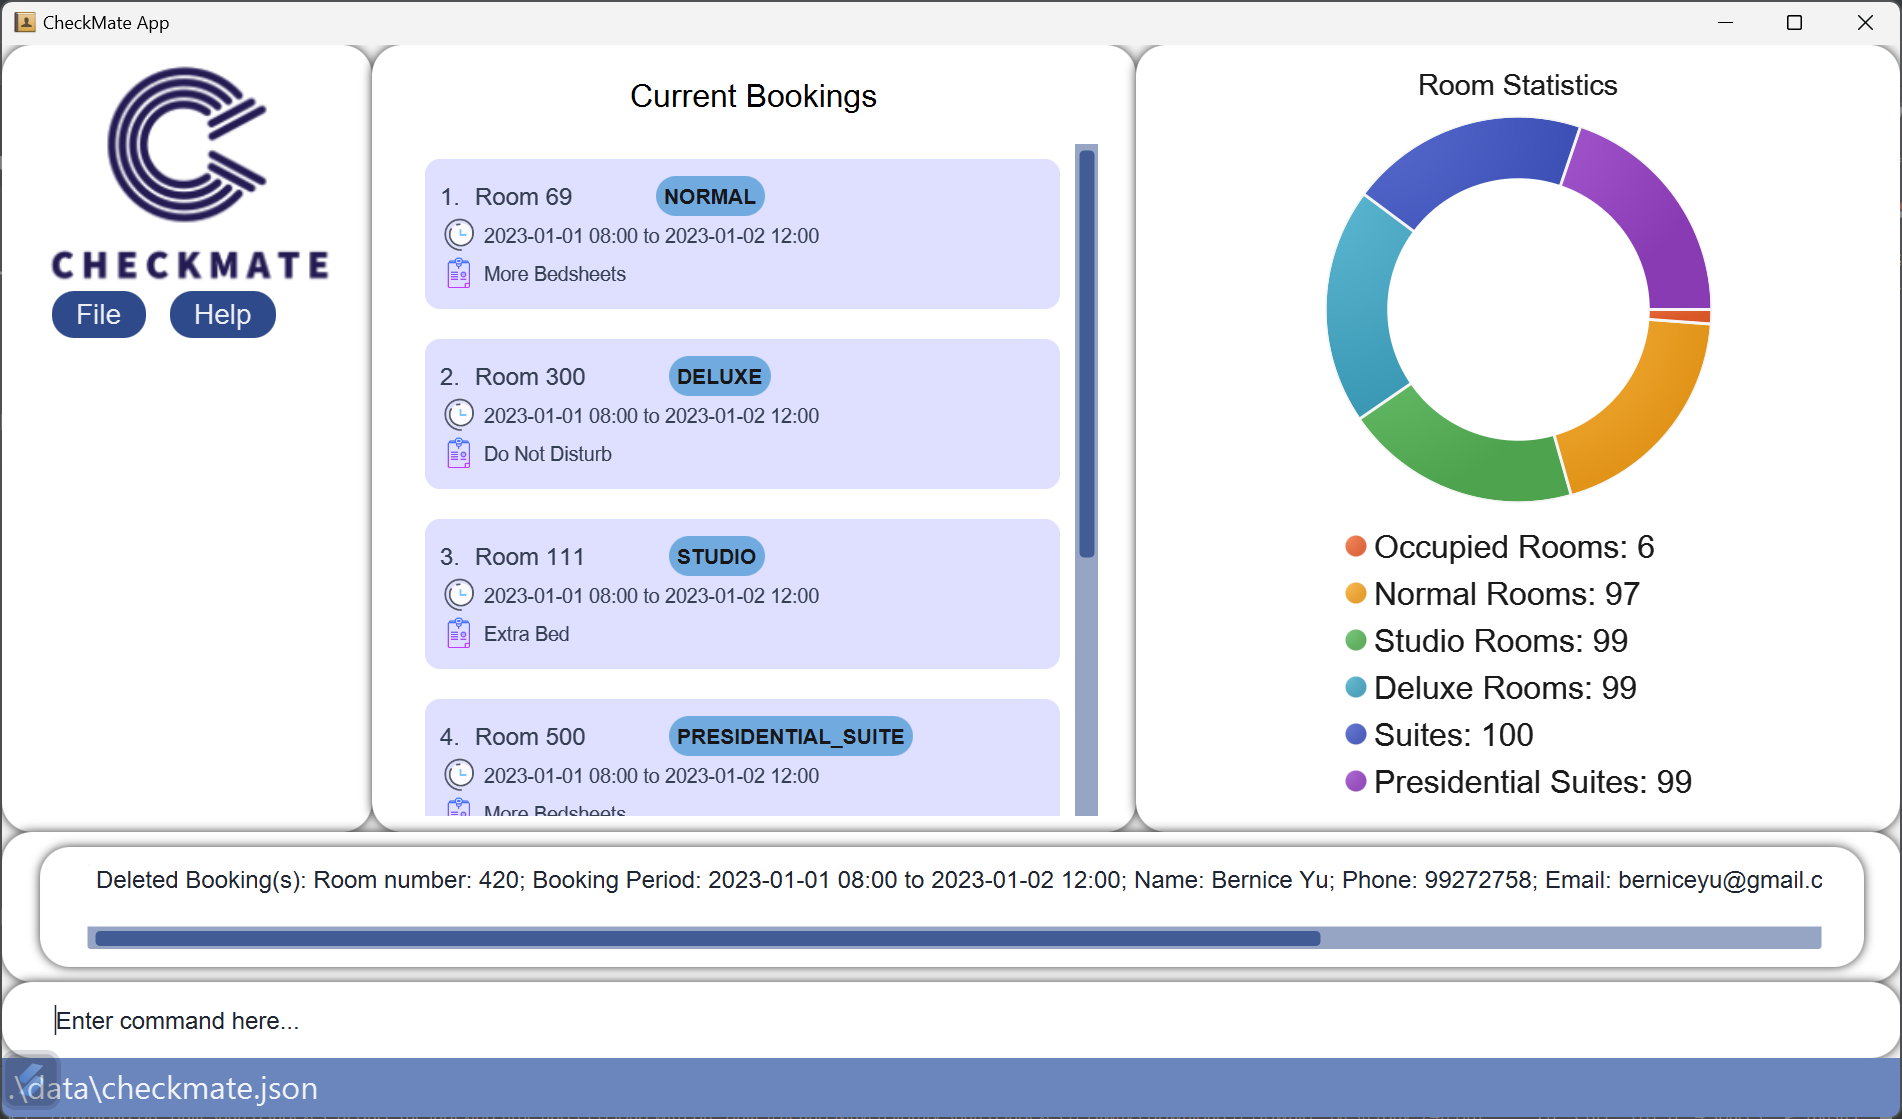 CheckMate App
CHECKMATE
File Help
Current Bookings
1. Room 69 NORMAL
2023-01-01 08:00 to 2023-01-02 12:00
More Bedsheets
2. Room 300 DELUXE
2023-01-01 08:00 to 2023-01-02 12:00
Do Not Disturb
3. Room 111 STUDIO
2023-01-01 08:00 to 2023-01-02 12:00
Extra Bed
4. Room 500 PRESIDENTIAL_SUITE
2023-01-01 08:00 to 2023-01-02 12:00
More Bedsheets
Room Statistics
Occupied Rooms: 6
Normal Rooms: 97
Studio Rooms: 99
Deluxe Rooms: 99
Suites: 100
Presidential Suites: 99
Deleted Booking(s): Room number: 420; Booking Period: 2023-01-01 08:00 to 2023-01-02 12:00; Name: Bernice Yu; Phone: 99272758; Email: berniceyu@gmail.c
Enter command here...
.\data\checkmate.json